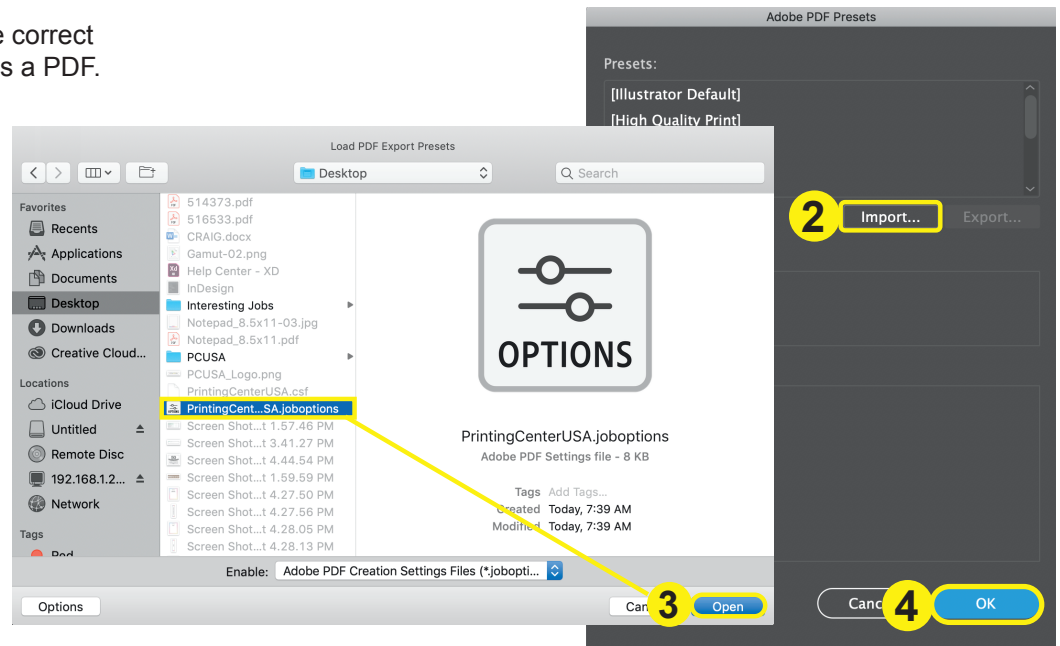 e correct
s a PDF.
Adobe PDF Presets
Presets:
[Illustrator Default]
[High Quality Print]
2
Import...
Export...
Load PDF Export Presets
Desktop
Search
Favorites
Recents
Applications
Documents
Desktop
Downloads
Creative Cloud...
Locations
iCloud Drive
Untitled
Remote Disc
192.168.1.2...
Network
Tags
Red
514373.pdf
516533.pdf
CRAIG.docx
Gamut-02.png
Help Center - XD
InDesign
Interesting Jobs
Notepad_8.5x11-03.jpg
Notepad_8.5x11.pdf
PCUSA
PCUSA_Logo.png
PrintingCenterUSA.csf
PrintingCent...SA.joboptions
Screen Shot...t 1.57.46 PM
Screen Shot...t 3.41.27 PM
Screen Shot...t 4.44.54 PM
Screen Shot...t 1.59.59 PM
Screen Shot...t 4.27.50 PM
Screen Shot...t 4.27.56 PM
Screen Shot...t 4.28.05 PM
Screen Shot...t 4.28.13 PM
OPTIONS
PrintingCenterUSA.joboptions
Adobe PDF Settings file - 8 KB
Tags Add Tags...
Created Today, 7:39 AM
Modified Today, 7:39 AM
Enable: Adobe PDF Creation Settings Files (*.jobopti...
Options
Can
3
Open
Canc
4
OK